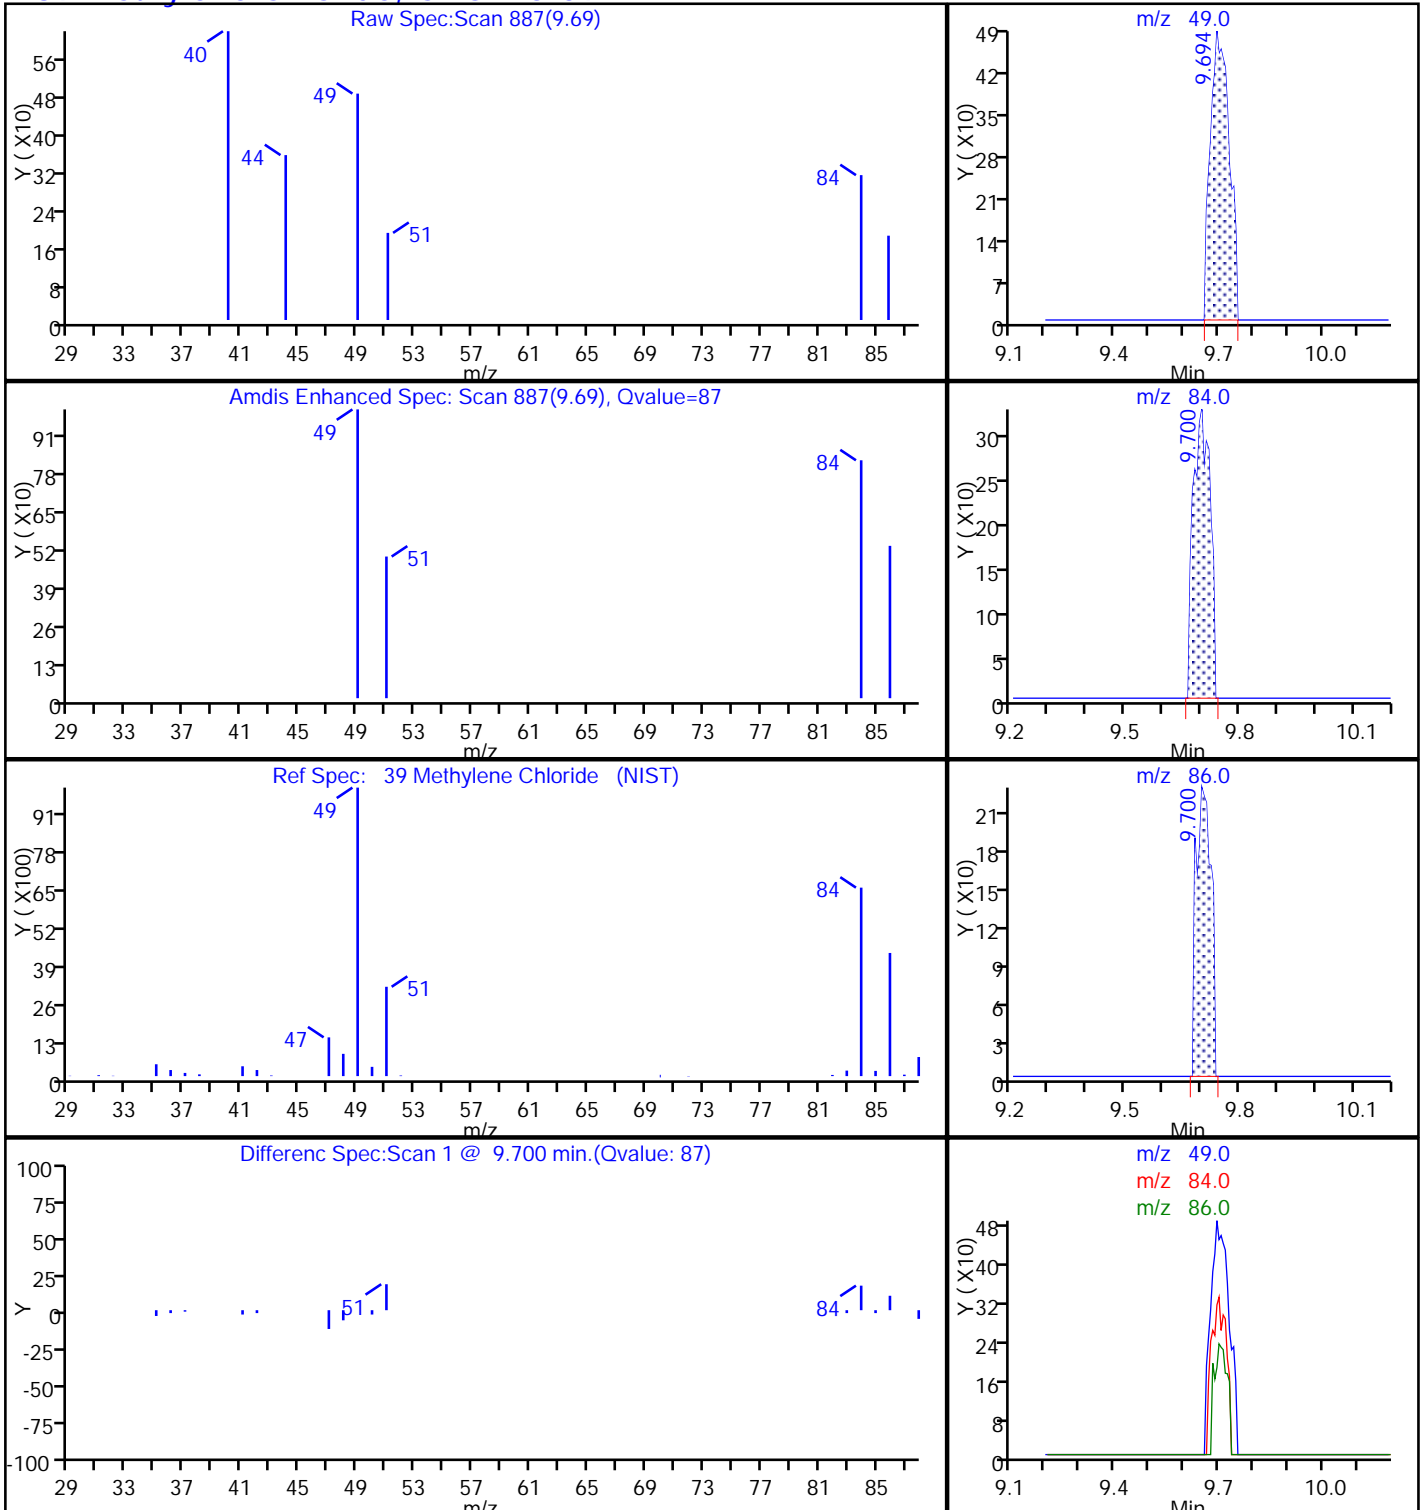 Raw Spec:Scan 887(9.69)
Y ( X10)
56
48
40
32
24
16
8
0
40
44
49
51
84
29 33 37 41 45 49 53 57 61 65 69 73 77 81 85
m/z
m/z 49.0
Y ( X10)
49
42
35
28
21
14
7
0
9.694
9.1 9.4 9.7 10.0
Min
Amdis Enhanced Spec: Scan 887(9.69), Qvalue=87
Y ( X10)
91
78
65
52
39
26
13
0
49
51
84
29 33 37 41 45 49 53 57 61 65 69 73 77 81 85
m/z
m/z 84.0
Y ( X10)
30
25
20
15
10
5
0
9.700
9.2 9.5 9.8 10.1
Min
Ref Spec: 39 Methylene Chloride (NIST)
Y ( X100)
91
78
65
52
39
26
13
0
47
49
51
84
29 33 37 41 45 49 53 57 61 65 69 73 77 81 85
m/z
m/z 86.0
Y ( X10)
21
18
15
12
9
6
3
0
9.700
9.2 9.5 9.8 10.1
Min
Differenc Spec:Scan 1 @ 9.700 min.(Qvalue: 87)
Y
100
75
50
25
0
-25
-50
-75
-100
51
84
29 33 37 41 45 49 53 57 61 65 69 73 77 81 85
m/z
m/z 49.0
m/z 84.0
m/z 86.0
Y ( X10)
48
40
32
24
16
8
0
9.1 9.4 9.7 10.0
Min